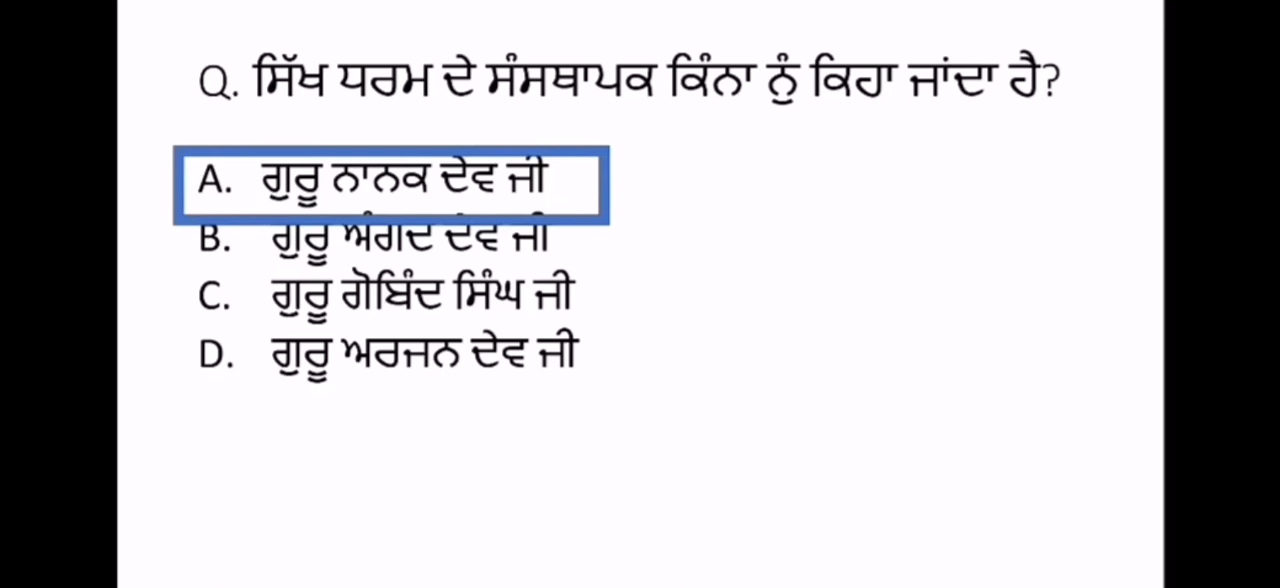 Q. ਸਿੱਖ ਧਰਮ ਦੇ ਸੰਸਥਾਪਕ ਕਿੰਨਾ ਨੂੰ ਕਿਹਾ ਜਾਂਦਾ ਹੈ?
A. ਗੁਰੂ ਨਾਨਕ ਦੇਵ ਜੀ
B. ਗੁਰੂ ਅੰਗਦ ਦੇਵ ਜੀ
C. ਗੁਰੂ ਗੋਬਿੰਦ ਸਿੰਘ ਜੀ
D. ਗੁਰੂ ਅਰਜਨ ਦੇਵ ਜੀ